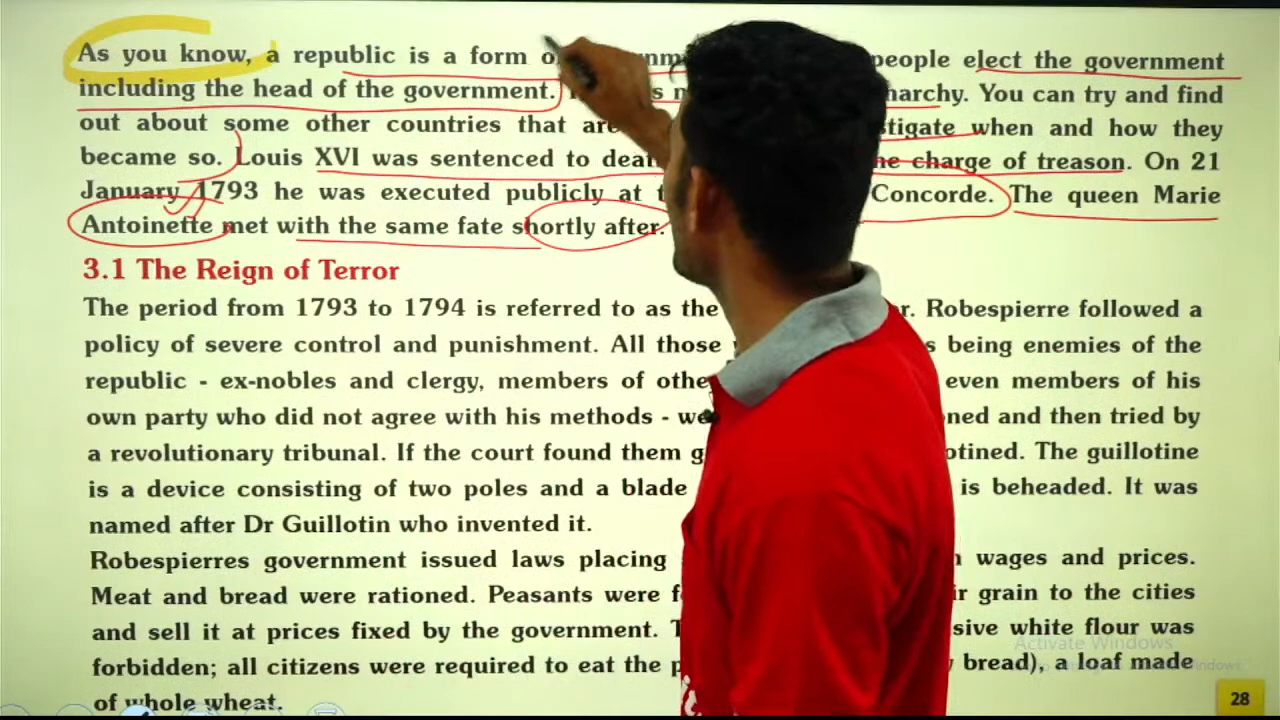 As you know, a republic is a form people elect the government
including the head of the government. You can try and find
out about some other countries that are when and how they
became so. Louis XVI was sentenced to the charge of treason. On 21
January 1793 he was executed publicly at Concorde. The queen Marie
Antoinette met with the same fate shortly after.
3.1 The Reign of Terror
The period from 1793 to 1794 is referred to as the Robespierre followed a
policy of severe control and punishment. All those being enemies of the
republic - ex-nobles and clergy, members of even members of his
own party who did not agree with his methods - and then tried by
a revolutionary tribunal. If the court found them The guillotine
is a device consisting of two poles and a blade is beheaded. It was
named after Dr Guillotin who invented it.
Robespierres government issued laws placing wages and prices.
Meat and bread were rationed. Peasants were grain to the cities
and sell it at prices fixed by the government. white flour was
forbidden; all citizens were required to eat the bread), a loaf made
of whole wheat.
Activate Windows
28